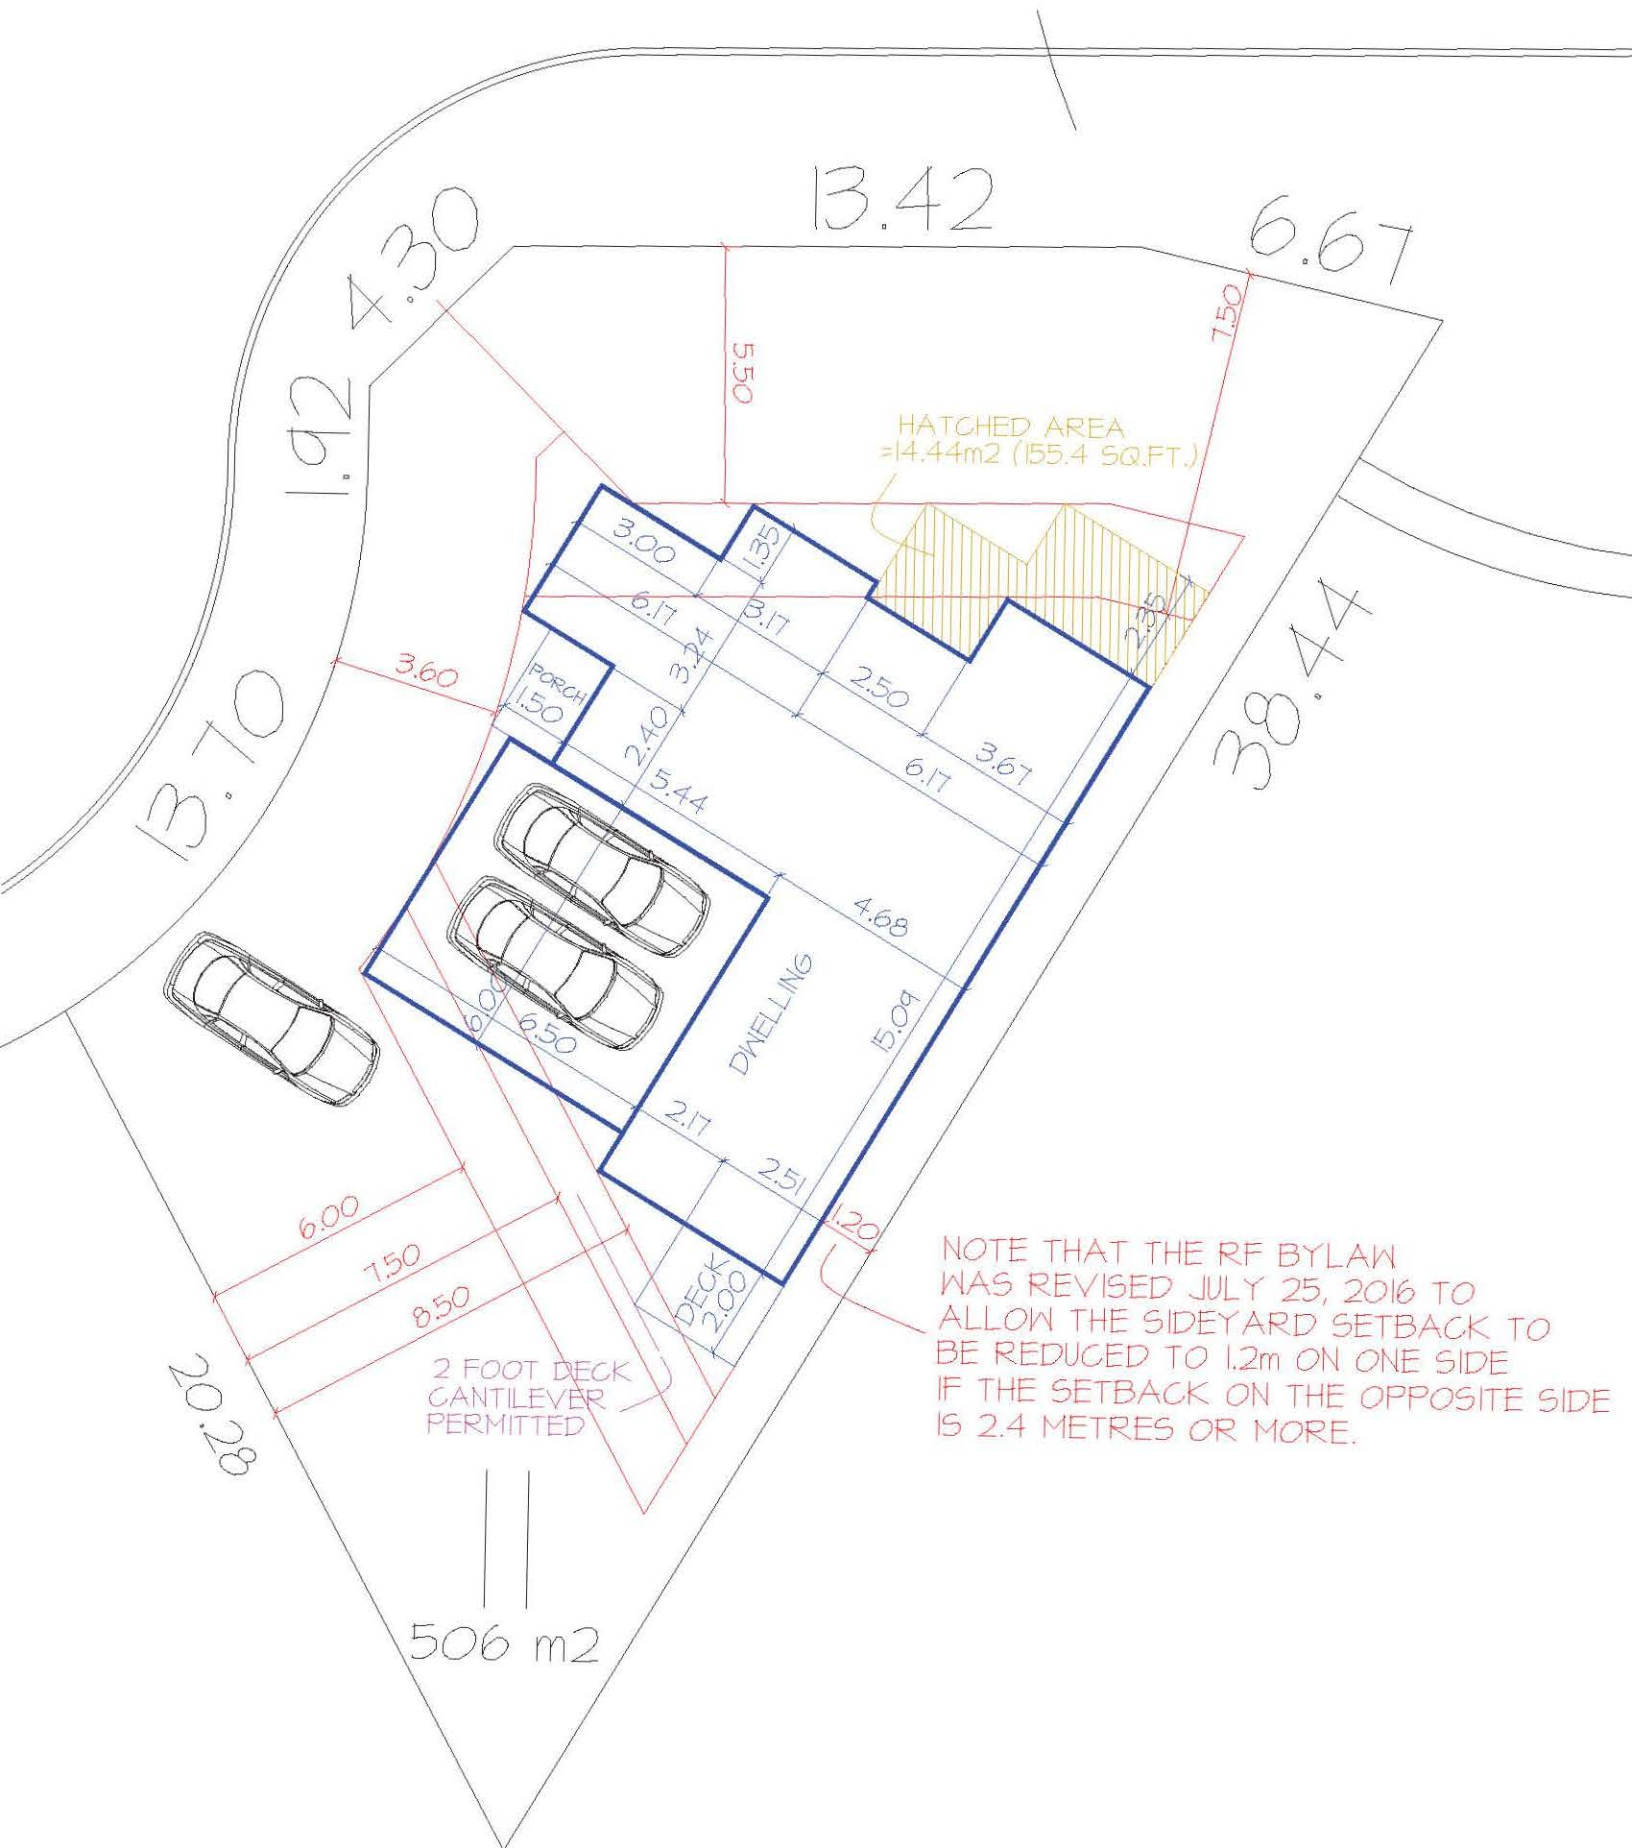 13.42
6.67
4.30
1.92
7.50
5.50
HATCHED AREA
=14.44m2 (155.4 SQ.FT.)
3.00
1.35
6.17
3.17
2.35
3.24
3.60
PORCH
1.50
2.50
38.44
2.40
13.70
5.44
6.17
3.67
4.68
DWELLING
15.09
6.00
6.50
2.17
2.51
1.20
6.00
7.50
8.50
DECK
2.00
NOTE THAT THE RF BYLAW
WAS REVISED JULY 25, 2016 TO
ALLOW THE SIDEYARD SETBACK TO
BE REDUCED TO 1.2m ON ONE SIDE
IF THE SETBACK ON THE OPPOSITE SIDE
IS 2.4 METRES OR MORE.
2 FOOT DECK
CANTILEVER
PERMITTED
20.28
11
506 m2